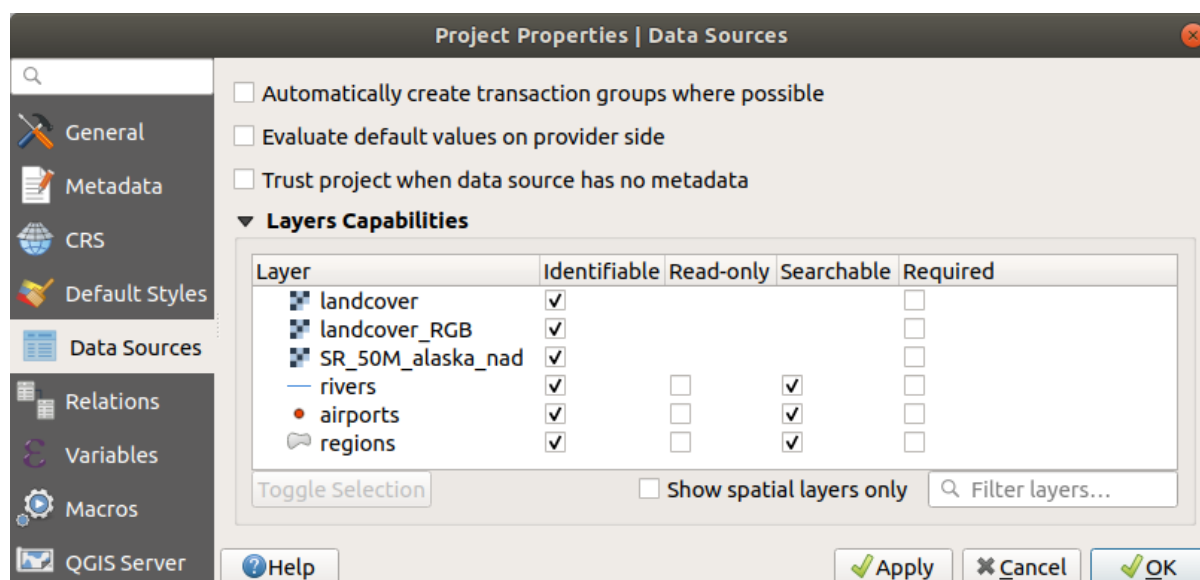 Project Properties | Data Sources
General
Metadata
CRS
Default Styles
Data Sources
Relations
Variables
Macros
QGIS Server
Automatically create transaction groups where possible
Evaluate default values on provider side
Trust project when data source has no metadata
Layers Capabilities
Layer Identifiable Read-only Searchable Required
landcover
landcover_RGB
SR_50M_alaska_nad
rivers
airports
regions
Toggle Selection Show spatial layers only Filter layers...
Help Apply Cancel OK